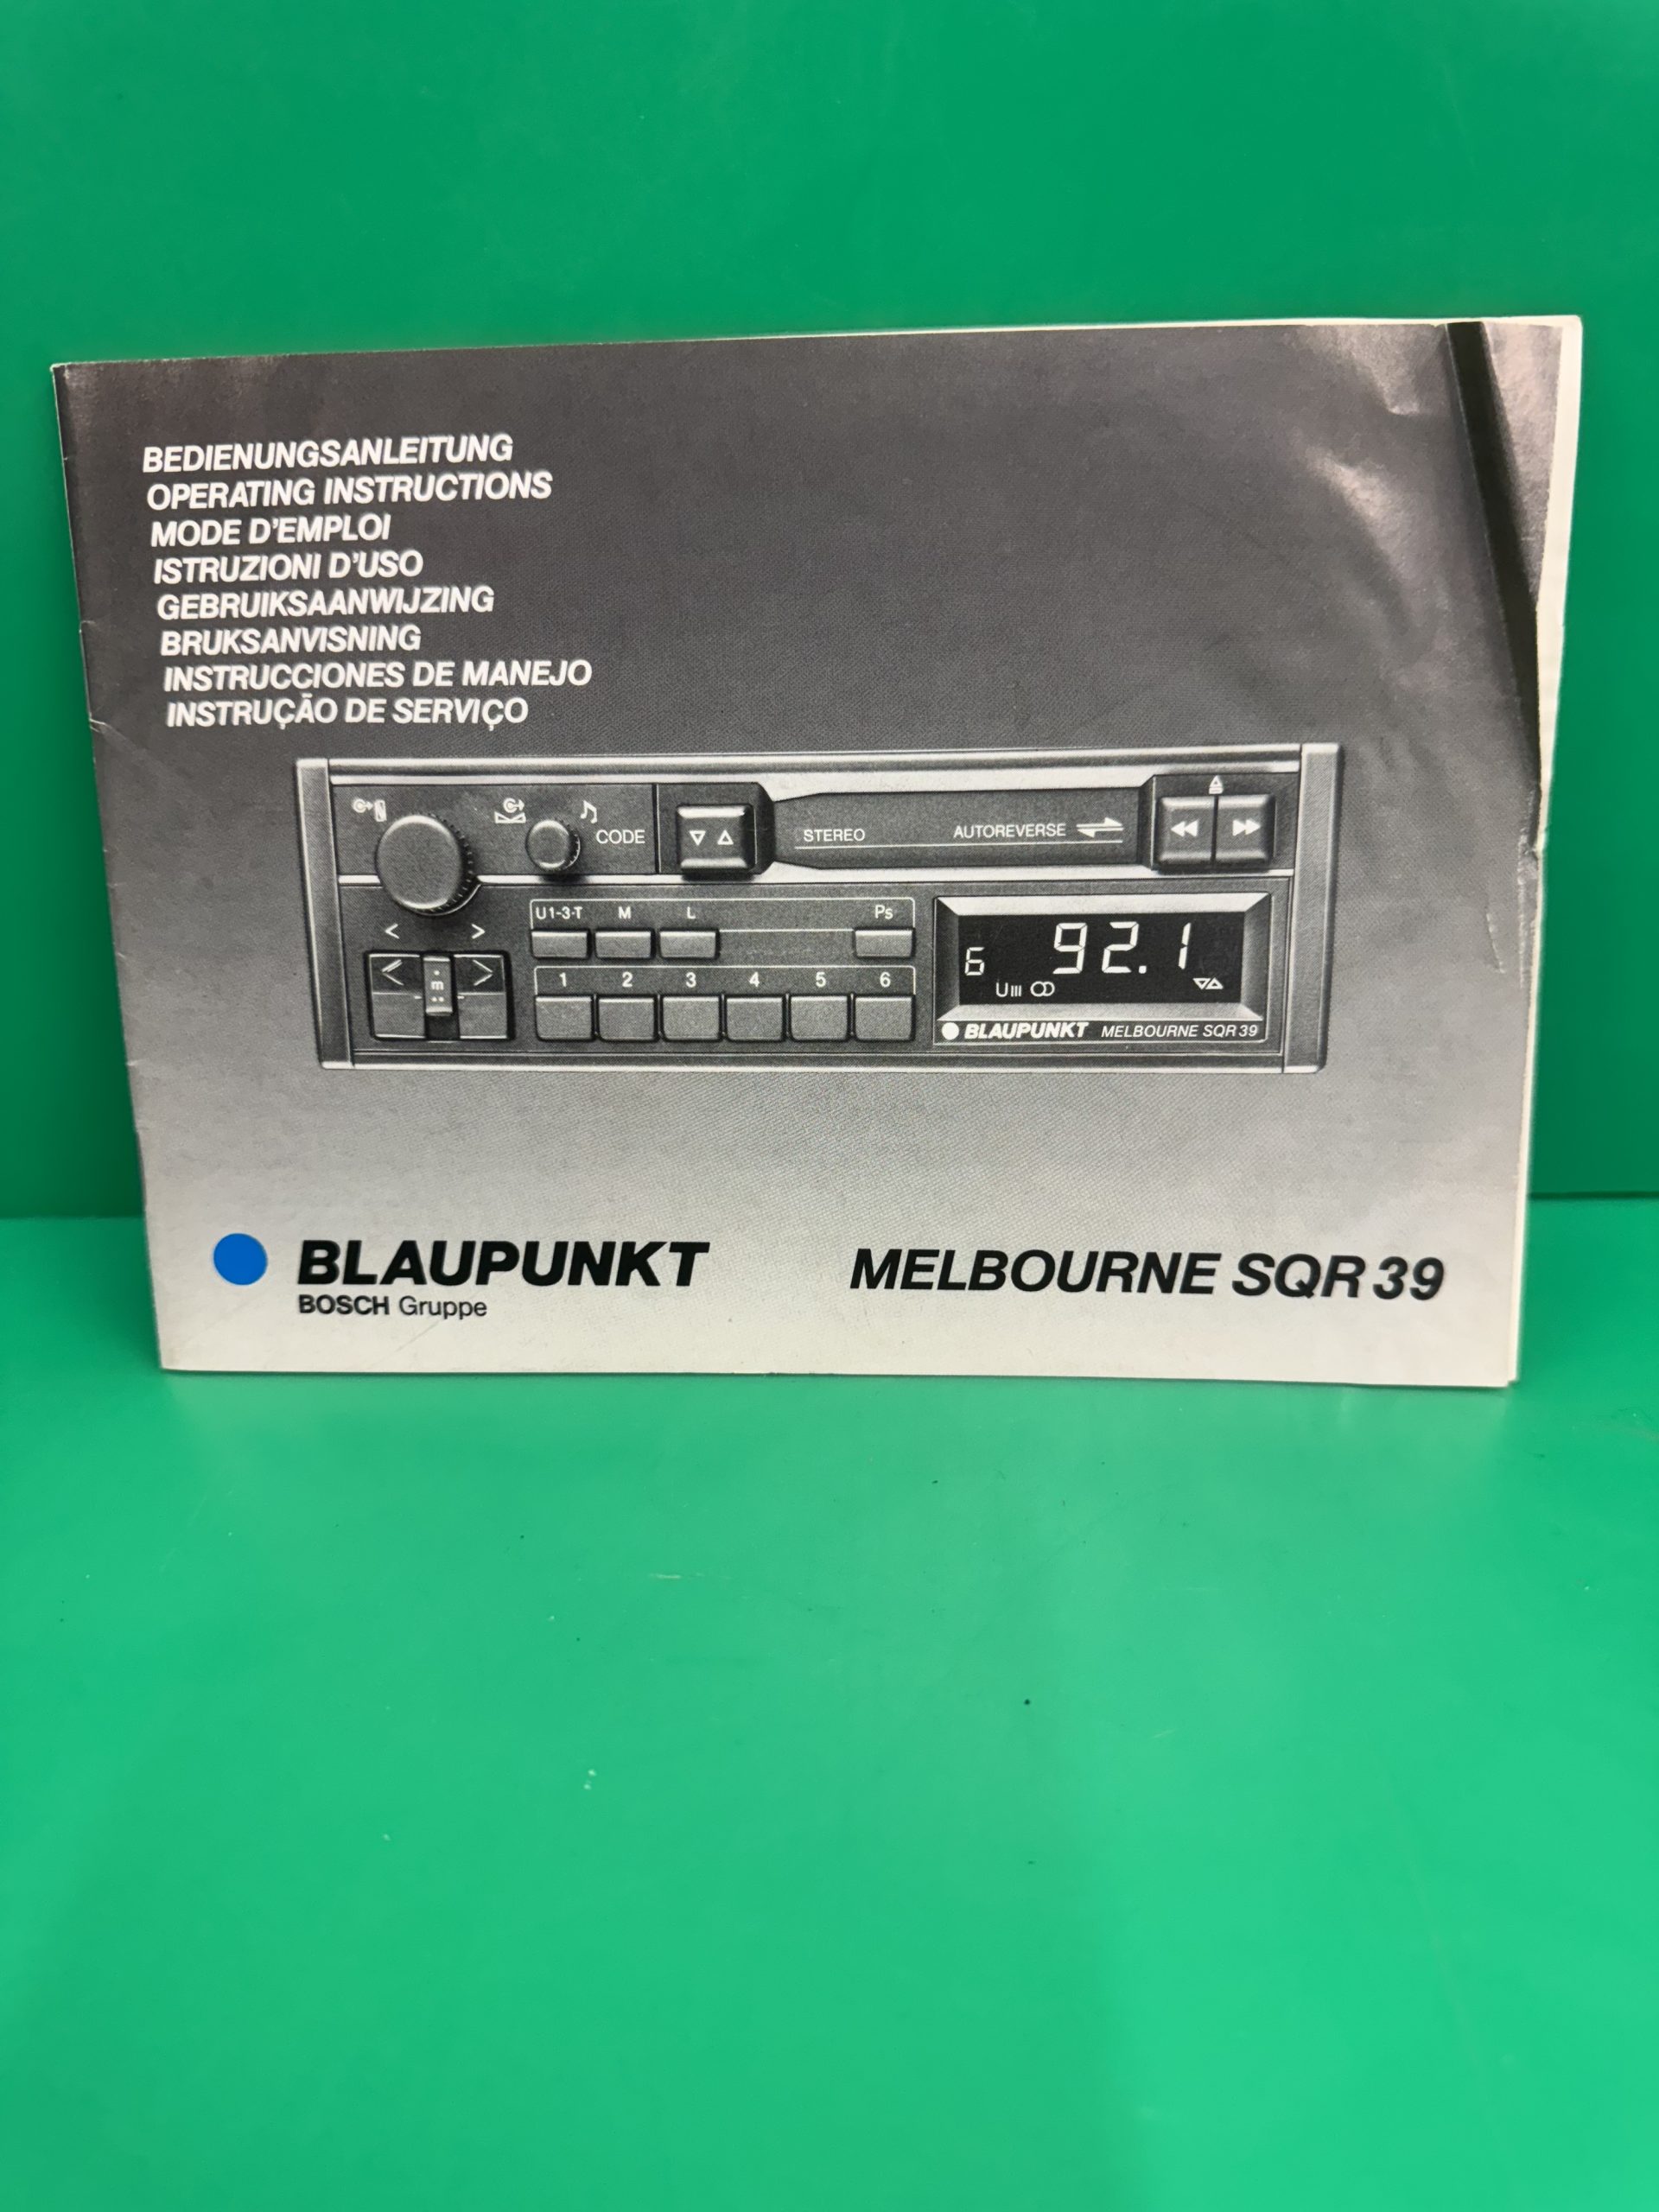 BEDIENUNGSANLEITUNG
OPERATING INSTRUCTIONS
MODE D'EMPLOI
ISTRUZIONI D'USO
GEBRUIKSAANWIJZING
BRUKSANVISNING
INSTRUCCIONES DE MANEJO
INSTRUÇÃO DE SERVIÇO
CODE
STEREO
AUTOREVERSE
U1-3-T M L Ps
m
1 2 3 4 5 6
6 92.1
UIII
BLAUPUNKT MELBOURNE SQR 39
BLAUPUNKT
BOSCH Gruppe
MELBOURNE SQR 39